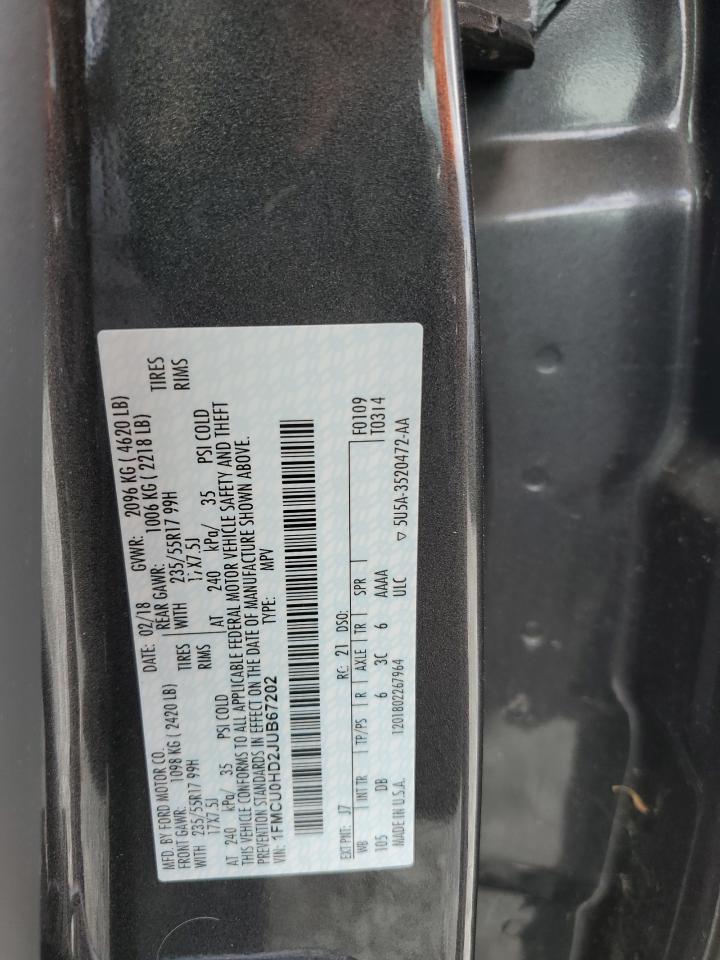 MFD. BY FORD MOTOR CO.
DATE: 02/18 GVWR: 2096 KG ( 4620 LB)
FRONT GAWR: 1098 KG ( 2420 LB) REAR GAWR: 1006 KG ( 2218 LB)
WITH 235/55R17 99H TIRES WITH 235/55R17 99H TIRES
17X7.5J RIMS 17X7.5J RIMS
AT 240 kPa/ 35 PSI COLD AT 240 kPa/ 35 PSI COLD
THIS VEHICLE CONFORMS TO ALL APPLICABLE FEDERAL MOTOR VEHICLE SAFETY AND THEFT
PREVENTION STANDARDS IN EFFECT ON THE DATE OF MANUFACTURE SHOWN ABOVE.
VIN: 1FMCU0HD2JUB67202 TYPE: MPV
EXT PNT: J7 RC: 21 DSO: F0109
WB INT TR TP/PS R AXLE TR SPR T0314
105 DB 6 3C 6 AAAA
MADE IN U.S.A. 1201802267964 ULC ▽ 5U5A-3520472-AA